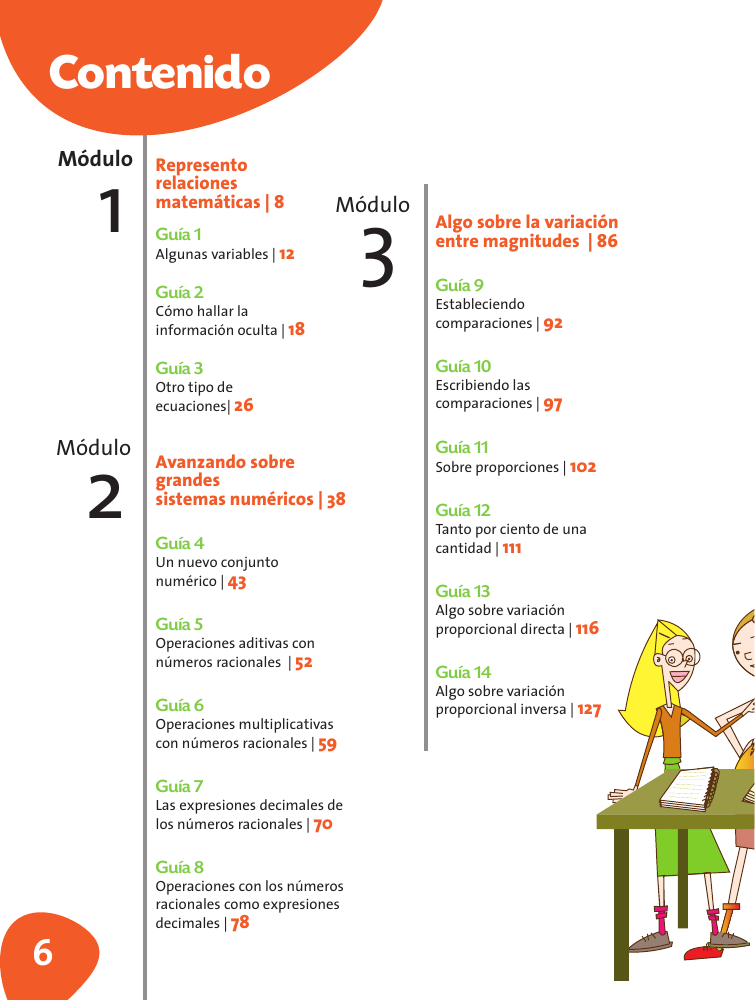 Contenido
Módulo
1
Represento
relaciones
matemáticas | 8
Guía 1
Algunas variables | 12
Guía 2
Cómo hallar la
información oculta | 18
Guía 3
Otro tipo de
ecuaciones| 26
Módulo
2
Avanzando sobre
grandes
sistemas numéricos | 38
Guía 4
Un nuevo conjunto
numérico | 43
Guía 5
Operaciones aditivas con
números racionales | 52
Guía 6
Operaciones multiplicativas
con números racionales | 59
Guía 7
Las expresiones decimales de
los números racionales | 70
Guía 8
Operaciones con los números
racionales como expresiones
decimales | 78
Módulo
3
Algo sobre la variación
entre magnitudes | 86
Guía 9
Estableciendo
comparaciones | 92
Guía 10
Escribiendo las
comparaciones | 97
Guía 11
Sobre proporciones | 102
Guía 12
Tanto por ciento de una
cantidad | 111
Guía 13
Algo sobre variación
proporcional directa | 116
Guía 14
Algo sobre variación
proporcional inversa | 127
6